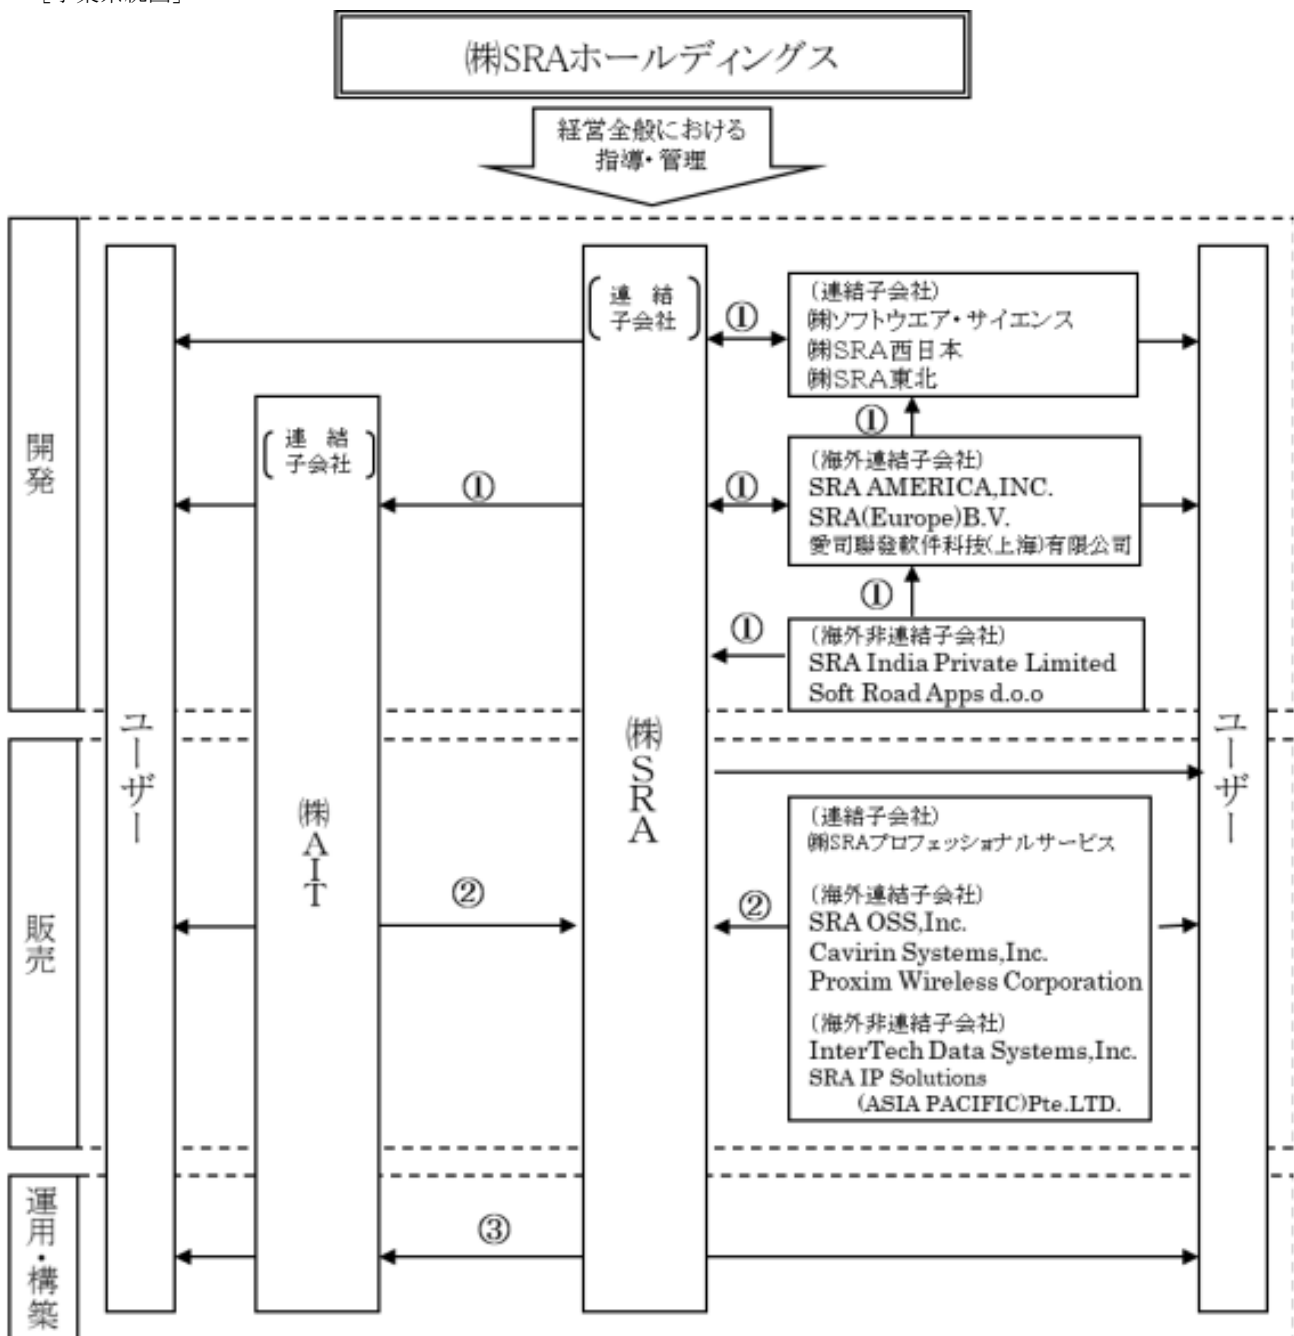 ㈱SRAホールディングス
経営全般における
指導・管理
開発
ユーザー
連結
子会社
㈱AIT
連結
子会社
㈱SRA
①
①
(連結子会社)
㈱ソフトウエア・サイエンス
㈱SRA西日本
㈱SRA東北
①
①
(海外連結子会社)
SRA AMERICA,INC.
SRA(Europe)B.V.
愛司聯發軟件科技(上海)有限公司
①
①
(海外非連結子会社)
SRA India Private Limited
Soft Road Apps d.o.o
ユーザー
販売
②
②
(連結子会社)
㈱SRAプロフェッショナルサービス
(海外連結子会社)
SRA OSS,Inc.
Cavirin Systems,Inc.
Proxim Wireless Corporation
(海外非連結子会社)
InterTech Data Systems,Inc.
SRA IP Solutions
(ASIA PACIFIC)Pte.LTD.
運用・構築
③